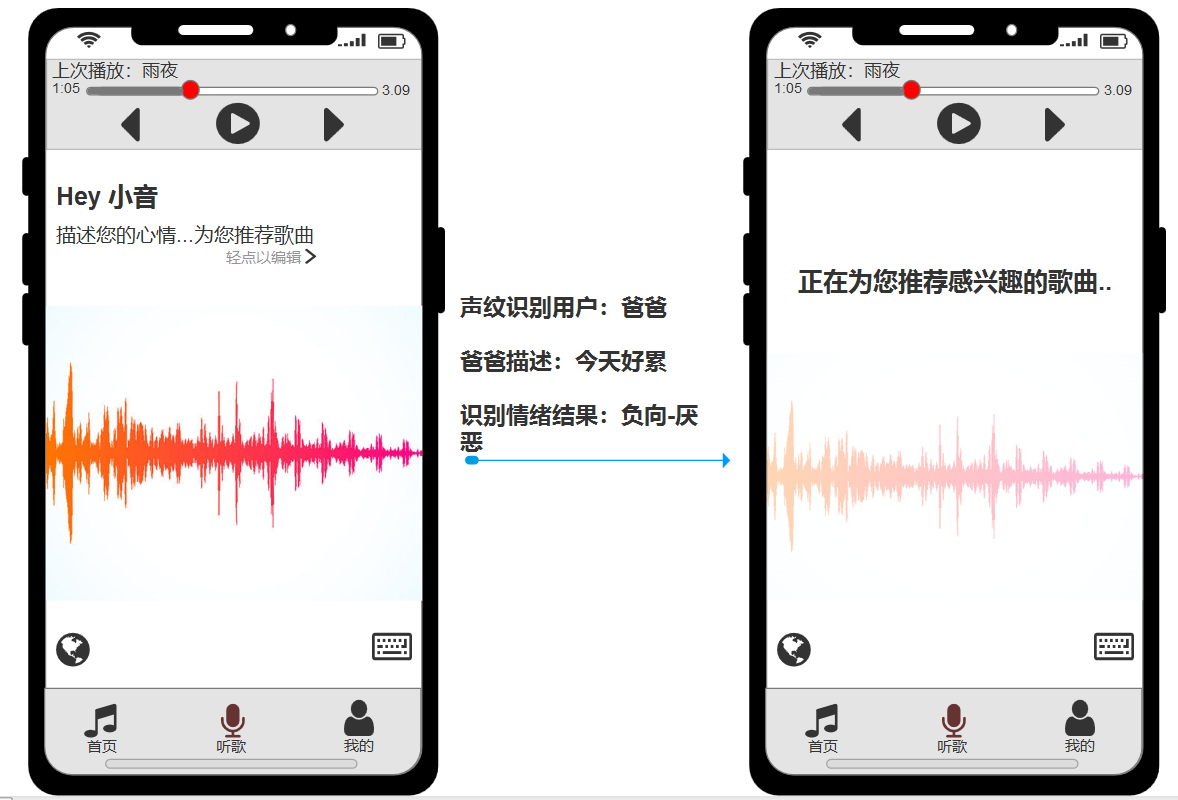 上次播放：雨夜
1:05 3.09
Hey 小音
描述您的心情...为您推荐歌曲
轻点以编辑
首页 听歌 我的
声纹识别用户：爸爸
爸爸描述：今天好累
识别情绪结果：负向-厌
恶
上次播放：雨夜
1:05 3.09
正在为您推荐感兴趣的歌曲..
首页 听歌 我的